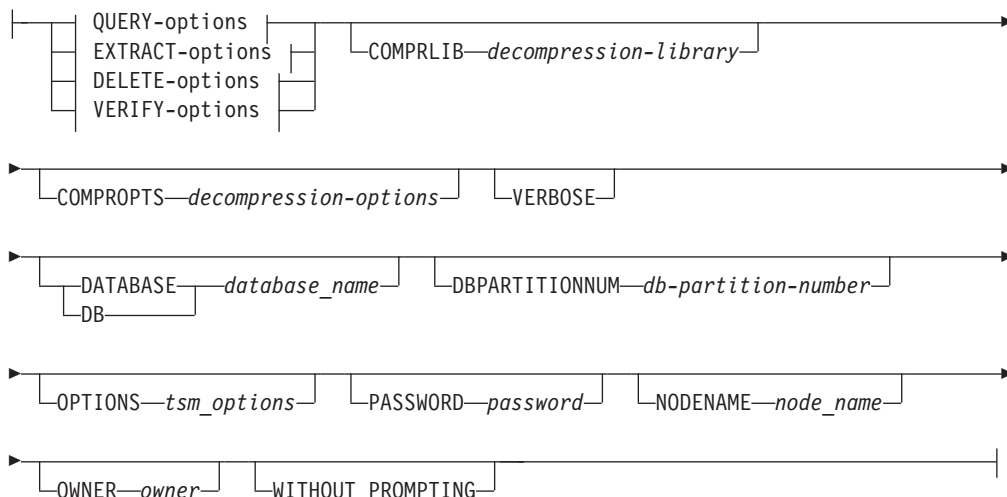 QUERY-options
EXTRACT-options COMPRLIB decompression-library
DELETE-options
VERIFY-options
COMPROPTS decompression-options VERBOSE
DATABASE database_name DBPARTITIONNUM db-partition-number
DB
OPTIONS tsm_options PASSWORD password NODENAME node_name
OWNER owner WITHOUT PROMPTING